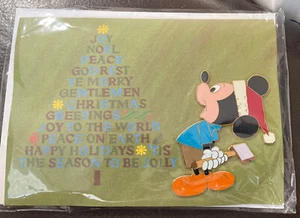 JOY
NOEL
PEACE
GOD REST
YE MERRY
GENTLEMEN
CHRISTMAS
GREETINGS
JOY TO THE WORLD
PEACE ON EARTH
HAPPY HOLIDAYS TIS
THE SEASON TO BE JOLLY